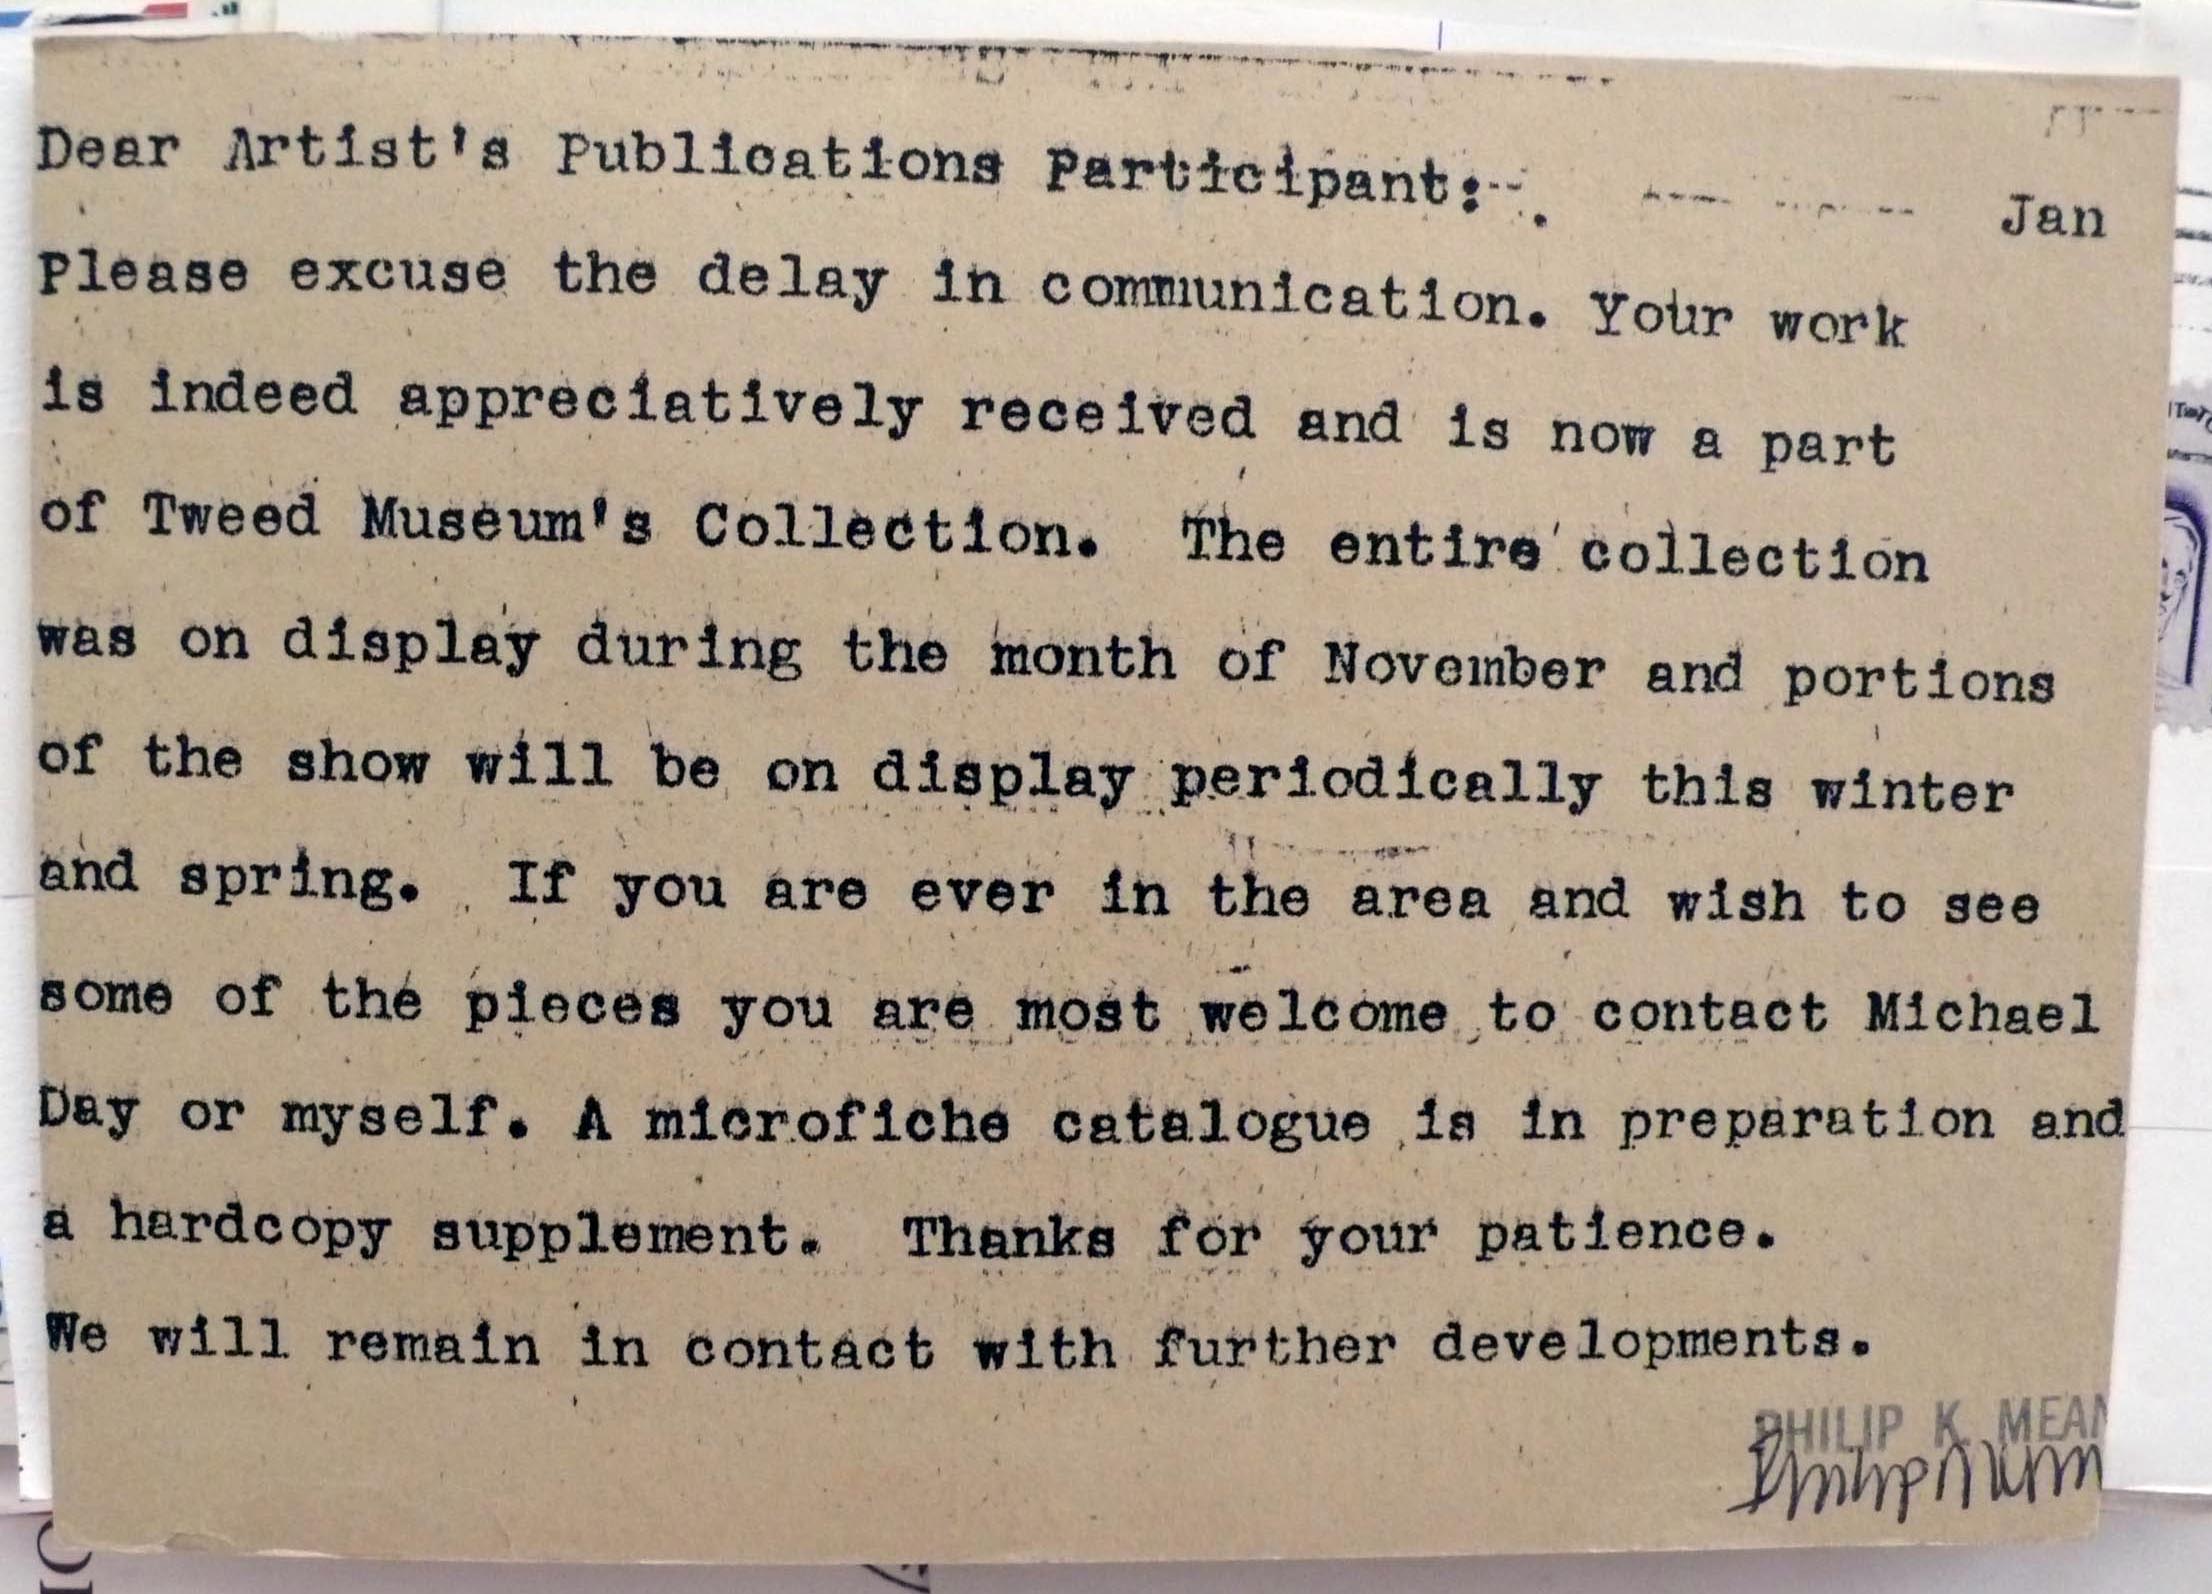 Dear Artist's Publications Participant:
Jan
Please excuse the delay in communication. Your work
is indeed appreciatively received and is now a part
of Tweed Museum's Collection. The entire collection
was on display during the month of November and portions
of the show will be on display periodically this winter
and spring. If you are ever in the area and wish to see
some of the pieces you are most welcome to contact Michael
Day or myself. A microfiche catalogue is in preparation and
a hardcopy supplement. Thanks for your patience.
We will remain in contact with further developments.
PHILIP K. MEAN